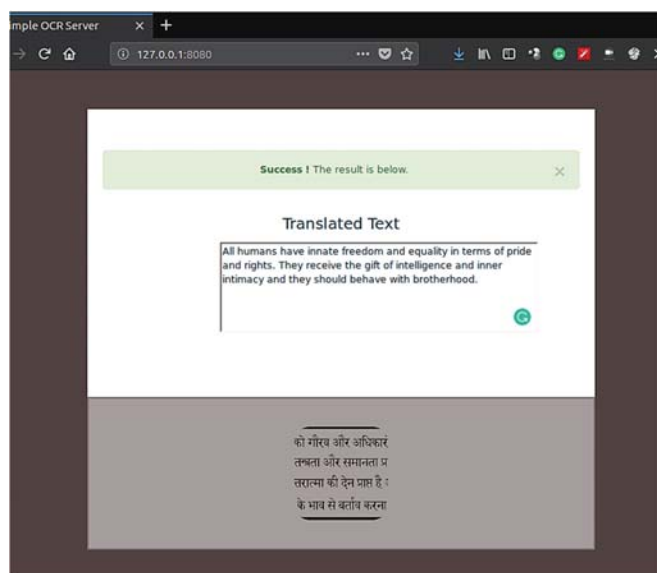 imple OCR Server × +
127.0.0.1:8080
Success ! The result is below. ×
Translated Text
All humans have innate freedom and equality in terms of pride
and rights. They receive the gift of intelligence and inner
intimacy and they should behave with brotherhood.
को गौरव और अधिकारं
तन्त्रता और समानता प्र
तरात्मा की देन प्राप्त है
के भाव से बर्ताव करना